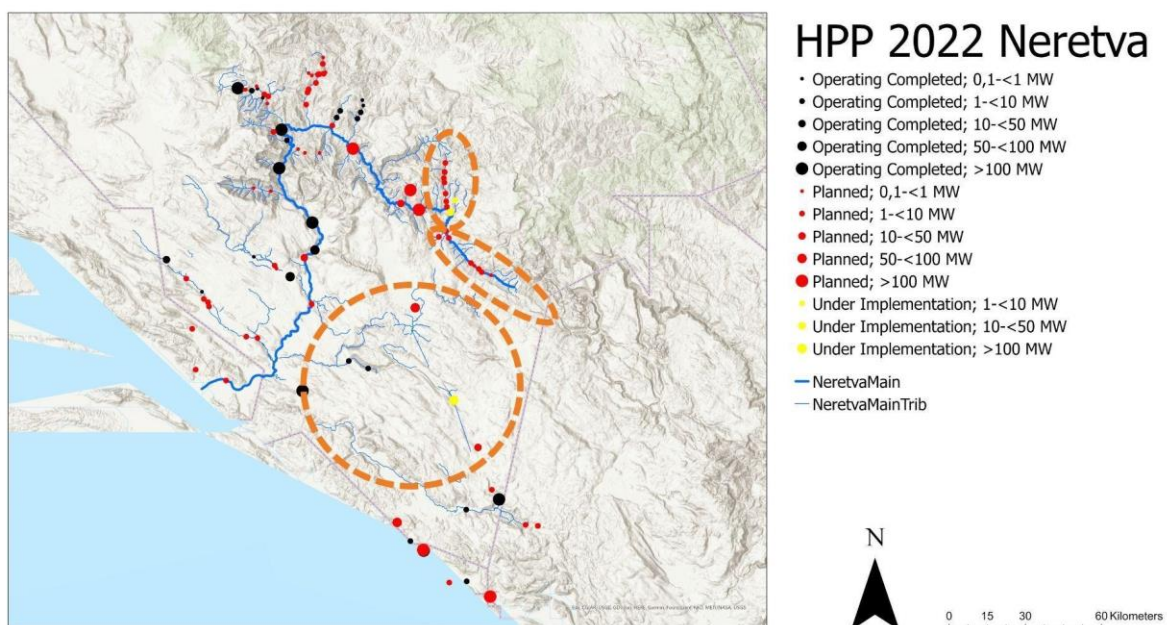 HPP 2022 Neretva
Operating Completed; 0,1-<1 MW
Operating Completed; 1-<10 MW
Operating Completed; 10-<50 MW
Operating Completed; 50-<100 MW
Operating Completed; >100 MW
Planned; 0,1-<1 MW
Planned; 1-<10 MW
Planned; 10-<50 MW
Planned; 50-<100 MW
Planned; >100 MW
Under Implementation; 1-<10 MW
Under Implementation; 10-<50 MW
Under Implementation; >100 MW
NeretvaMain
NeretvaMainTrib
N
0 15 30 60 Kilometers